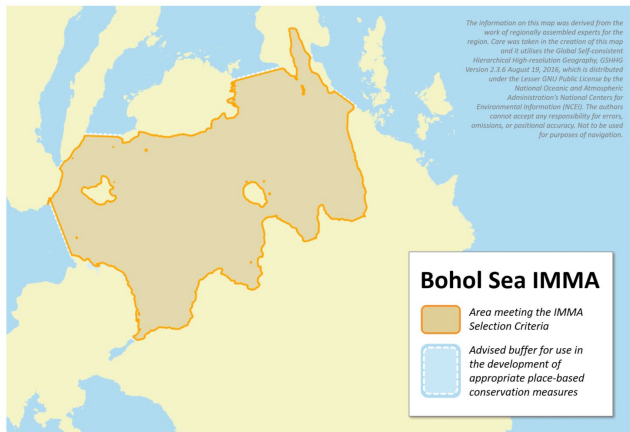 The information on this map was derived from the
work of regionally assembled experts for the
region. Care was taken in the creation of this map
and it utilises the Global Self-consistent
Hierarchical High-resolution Geography, GSHHG
Version 2.3.6 August 19, 2016, which is distributed
under the Lesser GNU Public License by the
National Oceanic and Atmospheric
Administration's National Centers for
Environmental Information (NCEI). The authors
cannot accept any responsibility for errors,
omissions, or positional accuracy. Not to be used
for purposes of navigation.
Bohol Sea IMMA
Area meeting the IMMA
Selection Criteria
Advised buffer for use in
the development of
appropriate place-based
conservation measures